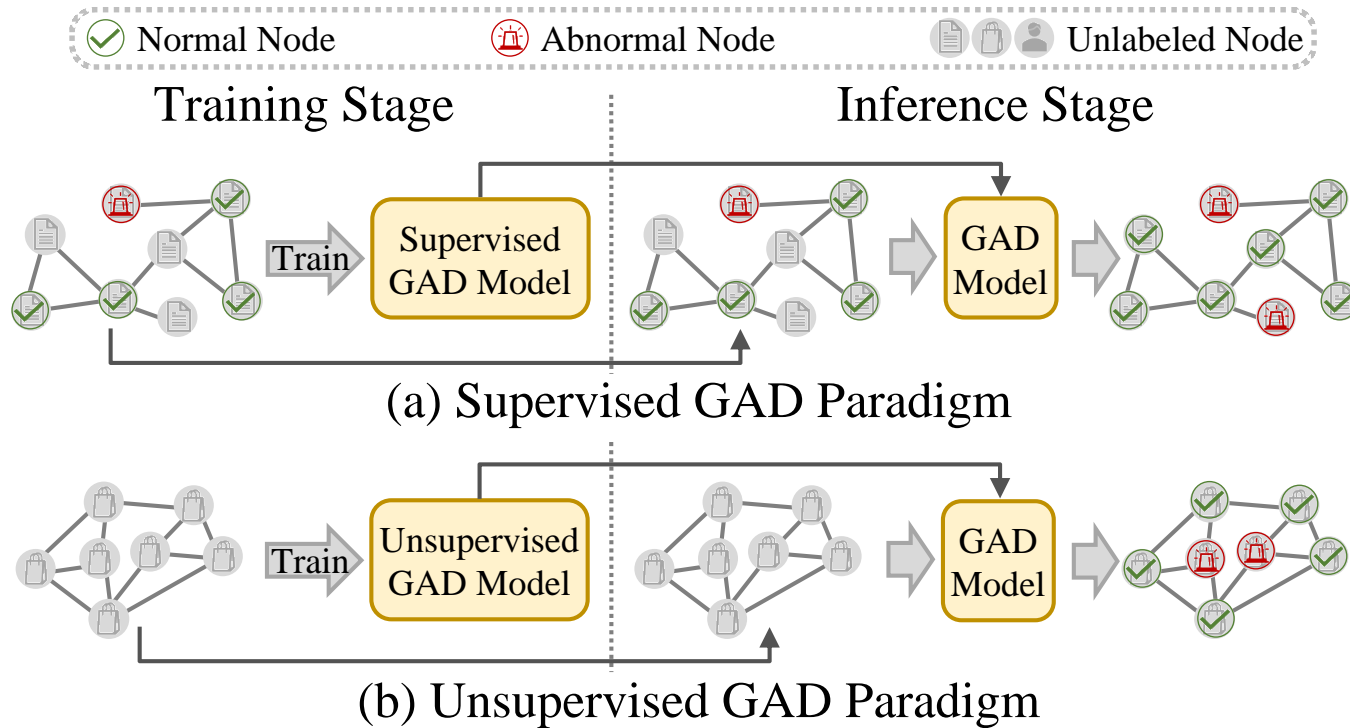 Normal Node
Abnormal Node
Unlabeled Node
Training Stage
Inference Stage
Train
Supervised
GAD Model
GAD
Model
(a) Supervised GAD Paradigm
Train
Unsupervised
GAD Model
GAD
Model
(b) Unsupervised GAD Paradigm